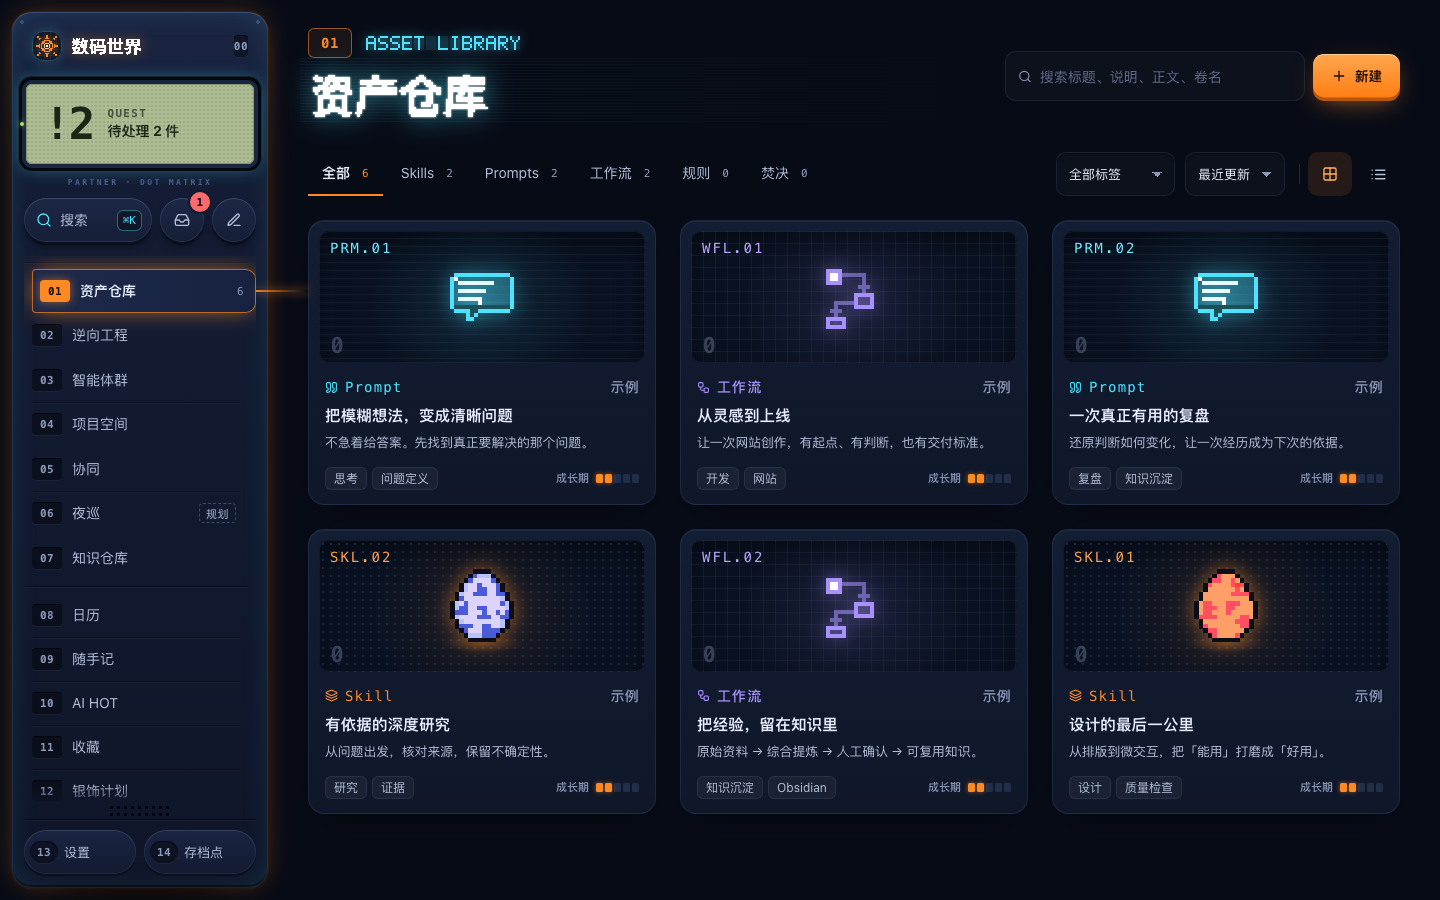 数码世界
00
!2
QUEST
待处理 2 件
PARTNER · DOT MATRIX
搜索
⌘K
1
01 资产仓库 6
02 逆向工程
03 智能体群
04 项目空间
05 协同
06 夜巡 规划
07 知识仓库
08 日历
09 随手记
10 AI HOT
11 收藏
12 银饰计划
13 设置
14 存档点
01 ASSET LIBRARY
资产仓库
搜索标题、说明、正文、卷名
新建
全部 6 Skills 2 Prompts 2 工作流 2 规则 0 焚决 0
全部标签
最近更新
PRM.01
0
Prompt 示例
把模糊想法，变成清晰问题
不急着给答案。先找到真正要解决的那个问题。
思考 问题定义 成长期
WFL.01
0
工作流 示例
从灵感到上线
让一次网站创作，有起点、有判断，也有交付标准。
开发 网站 成长期
PRM.02
0
Prompt 示例
一次真正有用的复盘
还原判断如何变化，让一次经历成为下次的依据。
复盘 知识沉淀 成长期
SKL.02
0
Skill 示例
有依据的深度研究
从问题出发，核对来源，保留不确定性。
研究 证据 成长期
WFL.02
0
工作流 示例
把经验，留在知识里
原始资料 → 综合提炼 → 人工确认 → 可复用知识。
知识沉淀 Obsidian 成长期
SKL.01
0
Skill 示例
设计的最后一公里
从排版到微交互，把「能用」打磨成「好用」。
设计 质量检查 成长期